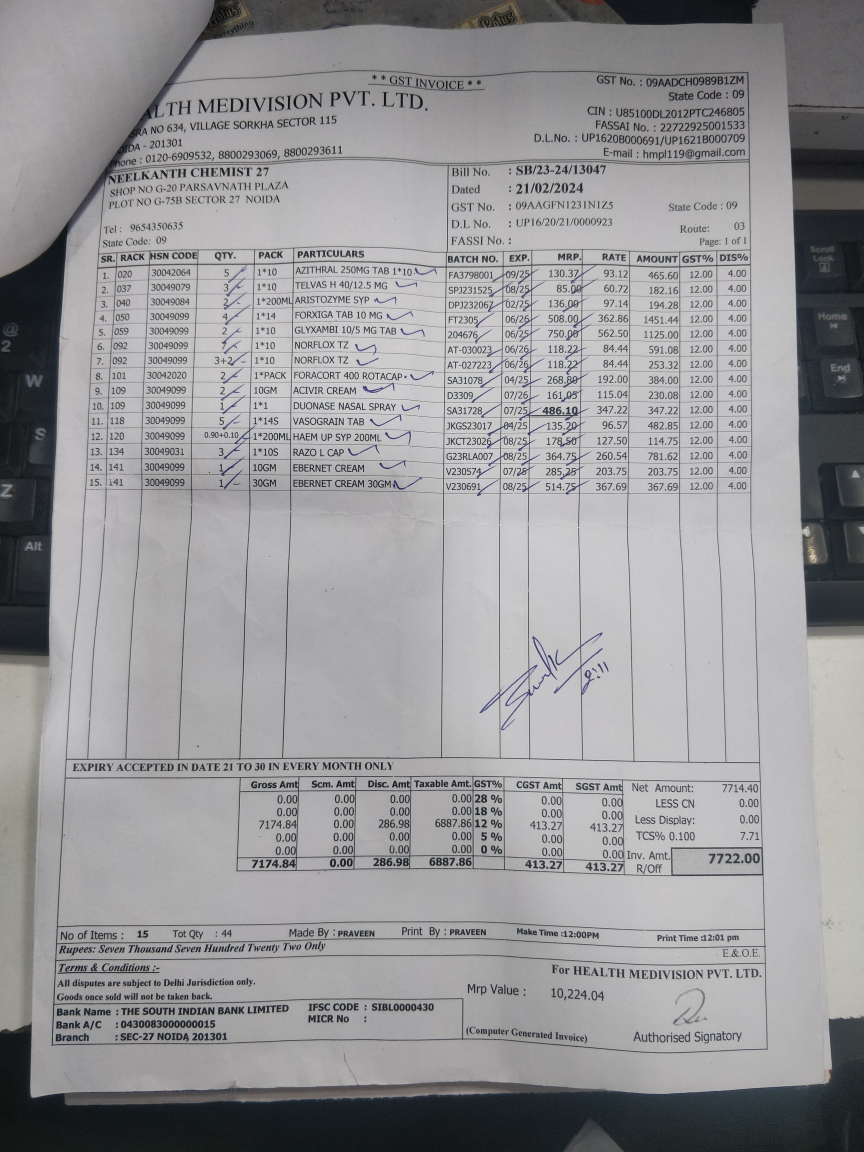 ** GST INVOICE **
GST No. : 09AADCH0989B1ZM
State Code : 09
ALTH MEDIVISION PVT. LTD.
CIN : U85100DL2012PTC246805
SRA NO 634, VILLAGE SORKHA SECTOR 115
FASSAI No. : 22722925001533
OIDA - 201301
D.L.No. : UP1620B000691/UP1621B000709
Phone : 0120-6909532, 8800293069, 8800293611
E-mail : hmpl119@gmail.com
NEELKANTH CHEMIST 27
SHOP NO G-20 PARSAVNATH PLAZA
PLOT NO G-75B SECTOR 27 NOIDA
Tel : 9654350635
State Code: 09
Bill No. : SB/23-24/13047
Dated : 21/02/2024
GST No. : 09AAGFN1231N1Z5 State Code : 09
D.L No. : UP16/20/21/0000923 Route: 03
FASSI No. : Page: 1 of 1
SR. RACK HSN CODE QTY. PACK PARTICULARS BATCH NO. EXP. MRP. RATE AMOUNT GST% DIS%
1. 020 30042064 5 1*10 AZITHRAL 250MG TAB 1*10 FA3798001 09/25 130.37 93.12 465.60 12.00 4.00
2. 037 30049079 3 1*10 TELVAS H 40/12.5 MG SPJ231525 08/25 85.00 60.72 182.16 12.00 4.00
3. 040 30049084 2 1*200ML ARISTOZYME SYP DPJ232067 02/25 136.00 97.14 194.28 12.00 4.00
4. 050 30049099 4 1*14 FORXIGA TAB 10 MG FT2305 06/26 508.00 362.86 1451.44 12.00 4.00
5. 059 30049099 2 1*10 GLYXAMBI 10/5 MG TAB 204676 06/25 750.00 562.50 1125.00 12.00 4.00
6. 092 30049099 7 1*10 NORFLOX TZ AT-030023 06/26 118.22 84.44 591.08 12.00 4.00
7. 092 30049099 3+2 1*10 NORFLOX TZ AT-027223 06/26 118.22 84.44 253.32 12.00 4.00
8. 101 30042020 2 1*PACK FORACORT 400 ROTACAP SA31078 04/25 268.80 192.00 384.00 12.00 4.00
9. 109 30049099 2 10GM ACIVIR CREAM D3309 07/26 161.05 115.04 230.08 12.00 4.00
10. 109 30049099 1 1*1 DUONASE NASAL SPRAY SA31728 07/25 486.10 347.22 347.22 12.00 4.00
11. 118 30049099 5 1*14S VASOGRAIN TAB JKGS23017 04/25 135.20 96.57 482.85 12.00 4.00
12. 120 30049099 0.90+0.10 1*200ML HAEM UP SYP 200ML JKCT23026 08/25 178.50 127.50 114.75 12.00 4.00
13. 134 30049031 3 1*10S RAZO L CAP G23RLA007 08/25 364.75 260.54 781.62 12.00 4.00
14. 141 30049099 1 10GM EBERNET CREAM V230574 07/25 285.25 203.75 203.75 12.00 4.00
15. 141 30049099 1 30GM EBERNET CREAM 30GM V230691 08/25 514.75 367.69 367.69 12.00 4.00
EXPIRY ACCEPTED IN DATE 21 TO 30 IN EVERY MONTH ONLY
Gross Amt Scm. Amt Disc. Amt Taxable Amt. GST% CGST Amt SGST Amt
0.00 0.00 0.00 0.00 28 % 0.00 0.00
0.00 0.00 0.00 0.00 18 % 0.00 0.00
7174.84 0.00 286.98 6887.86 12 % 413.27 413.27
0.00 0.00 0.00 0.00 5 % 0.00 0.00
0.00 0.00 0.00 0.00 0 % 0.00 0.00
7174.84 0.00 286.98 6887.86 413.27 413.27
Net Amount: 7714.40
LESS CN 0.00
Less Display: 0.00
TCS% 0.100 7.71
Inv. Amt. 7722.00
R/Off
No of Items : 15 Tot Qty : 44 Made By : PRAVEEN Print By : PRAVEEN Make Time :12:00PM Print Time :12:01 pm
Rupees: Seven Thousand Seven Hundred Twenty Two Only
E.&O.E.
Terms & Conditions :-
All disputes are subject to Delhi Jurisdiction only.
Goods once sold will not be taken back.
Bank Name : THE SOUTH INDIAN BANK LIMITED IFSC CODE : SIBL0000430
Bank A/C : 0430083000000015 MICR No :
Branch : SEC-27 NOIDA 201301
For HEALTH MEDIVISION PVT. LTD.
Mrp Value : 10,224.04
(Computer Generated Invoice)
Authorised Signatory
Scroll
Lock
Home
End
@
2
W
S
Z
Alt